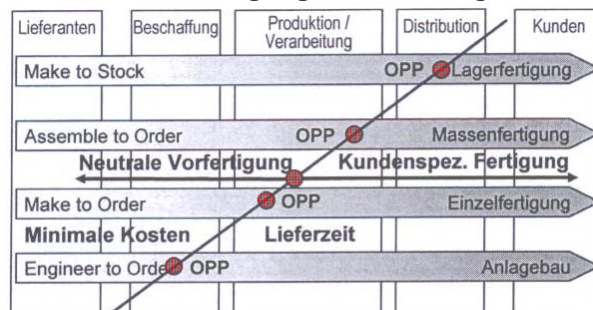 Lieferanten Beschaffung Produktion / Distribution Kunden
Verarbeitung
Make to Stock OPP Lagerfertigung
Assemble to Order OPP Massenfertigung
Neutrale Vorfertigung Kundenspez. Fertigung
Make to Order OPP Einzelfertigung
Minimale Kosten Lieferzeit
Engineer to Order OPP Anlagebau